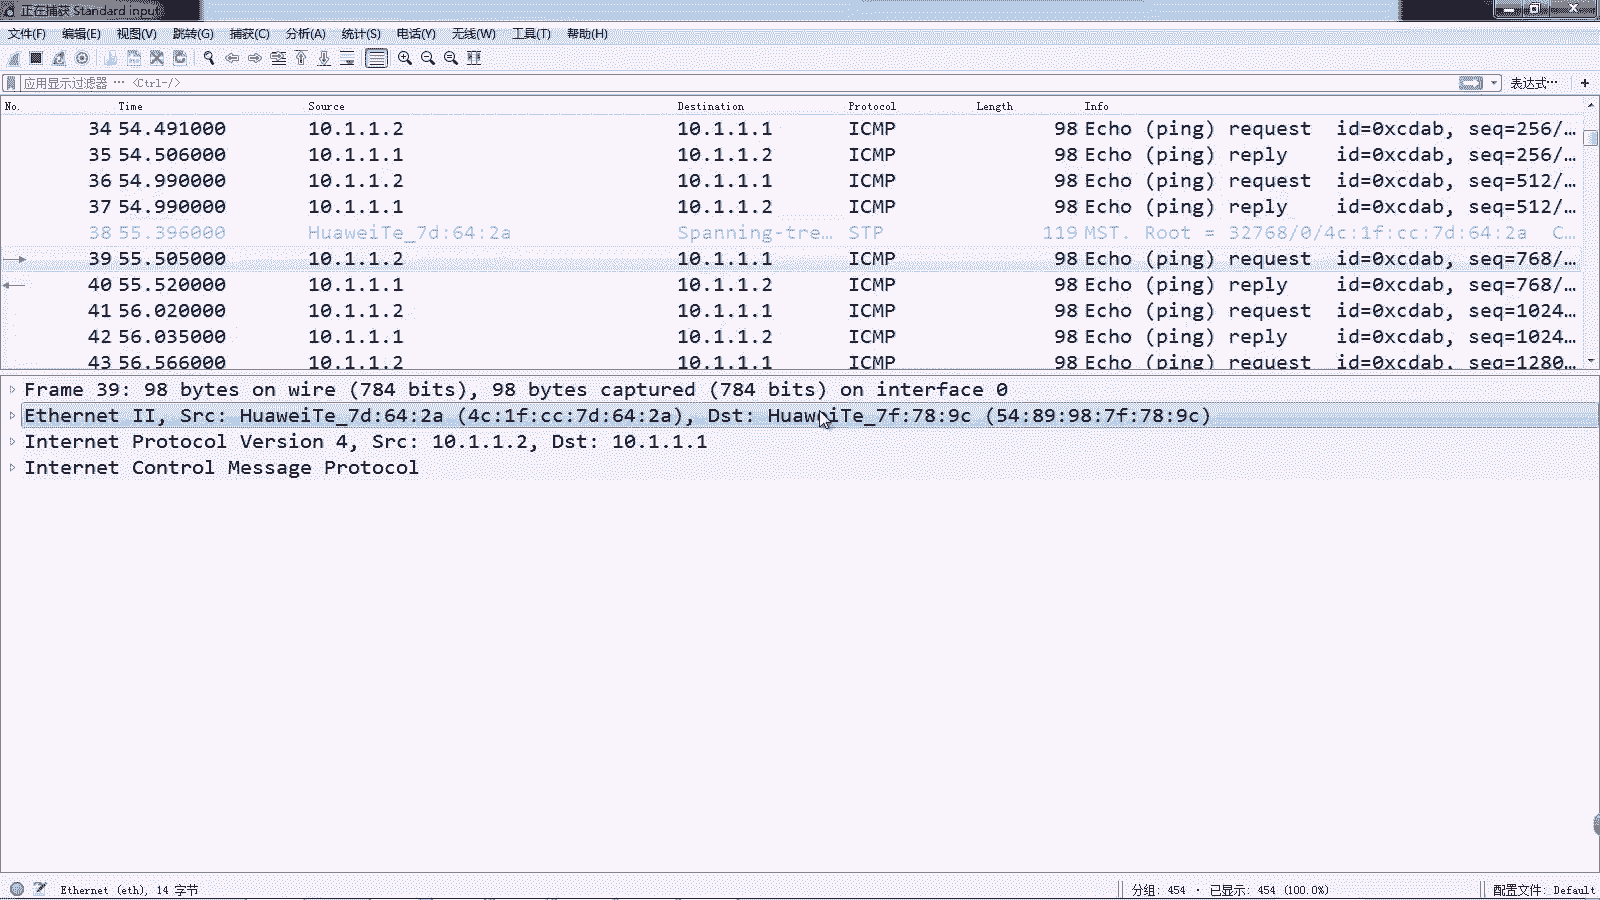 正在捕获 Standard input
文件(F) 编辑(E) 视图(V) 跳转(G) 捕获(C) 分析(A) 统计(S) 电话(Y) 无线(W) 工具(T) 帮助(H)
应用显示过滤器 … <Ctrl-/> 表达式… +
No. Time Source Destination Protocol Length Info
34 54.491000 10.1.1.2 10.1.1.1 ICMP 98 Echo (ping) request id=0xcdab, seq=256/…
35 54.506000 10.1.1.1 10.1.1.2 ICMP 98 Echo (ping) reply id=0xcdab, seq=256/…
36 54.990000 10.1.1.2 10.1.1.1 ICMP 98 Echo (ping) request id=0xcdab, seq=512/…
37 54.990000 10.1.1.1 10.1.1.2 ICMP 98 Echo (ping) reply id=0xcdab, seq=512/…
38 55.396000 HuaweiTe_7d:64:2a Spanning-tre… STP 119 MST. Root = 32768/0/4c:1f:cc:7d:64:2a C…
39 55.505000 10.1.1.2 10.1.1.1 ICMP 98 Echo (ping) request id=0xcdab, seq=768/…
40 55.520000 10.1.1.1 10.1.1.2 ICMP 98 Echo (ping) reply id=0xcdab, seq=768/…
41 56.020000 10.1.1.2 10.1.1.1 ICMP 98 Echo (ping) request id=0xcdab, seq=1024…
42 56.035000 10.1.1.1 10.1.1.2 ICMP 98 Echo (ping) reply id=0xcdab, seq=1024…
43 56.566000 10.1.1.2 10.1.1.1 ICMP 98 Echo (ping) request id=0xcdab, seq=1280…
Frame 39: 98 bytes on wire (784 bits), 98 bytes captured (784 bits) on interface 0
Ethernet II, Src: HuaweiTe_7d:64:2a (4c:1f:cc:7d:64:2a), Dst: HuaweiTe_7f:78:9c (54:89:98:7f:78:9c)
Internet Protocol Version 4, Src: 10.1.1.2, Dst: 10.1.1.1
Internet Control Message Protocol
Ethernet (eth), 14 字节 分组: 454 · 已显示: 454 (100.0%) 配置文件: Default